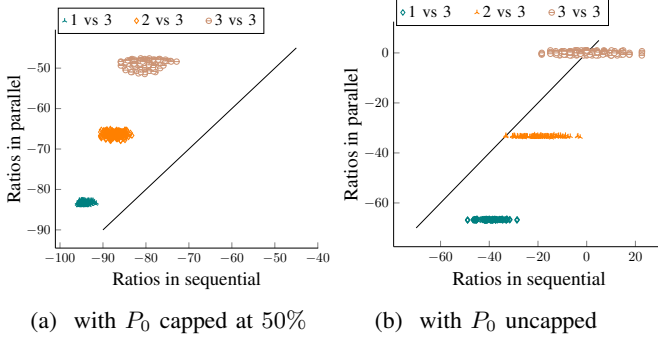 1 vs 3 2 vs 3 3 vs 3
−50
−60
−70
−80
−90
Ratios in parallel
−100 −90 −80 −70 −60 −50 −40
Ratios in sequential
(a) with P0 capped at 50%
1 vs 3 2 vs 3 3 vs 3
0
−20
−40
−60
Ratios in parallel
−60 −40 −20 0 20
Ratios in sequential
(b) with P0 uncapped